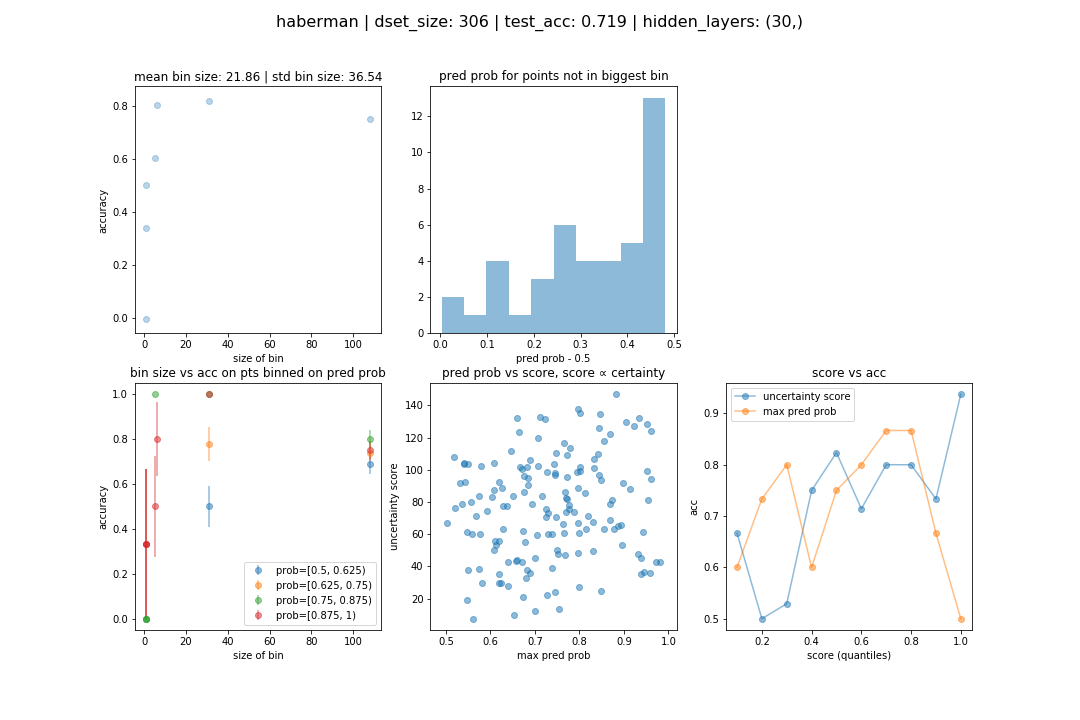 haberman | dset_size: 306 | test_acc: 0.719 | hidden_layers: (30,)
mean bin size: 21.86 | std bin size: 36.54
0.8
0.6
0.4
0.2
0.0
accuracy
0 20 40 60 80 100
size of bin
pred prob for points not in biggest bin
12
10
8
6
4
2
0
0.0 0.1 0.2 0.3 0.4 0.5
pred prob - 0.5
bin size vs acc on pts binned on pred prob
1.0
0.8
0.6
0.4
0.2
0.0
accuracy
prob=[0.5, 0.625)
prob=[0.625, 0.75)
prob=[0.75, 0.875)
prob=[0.875, 1)
0 20 40 60 80 100
size of bin
pred prob vs score, score ∝ certainty
140
120
100
80
60
40
20
uncertainty score
0.5 0.6 0.7 0.8 0.9 1.0
max pred prob
score vs acc
uncertainty score
max pred prob
0.9
0.8
0.7
0.6
0.5
acc
0.2 0.4 0.6 0.8 1.0
score (quantiles)